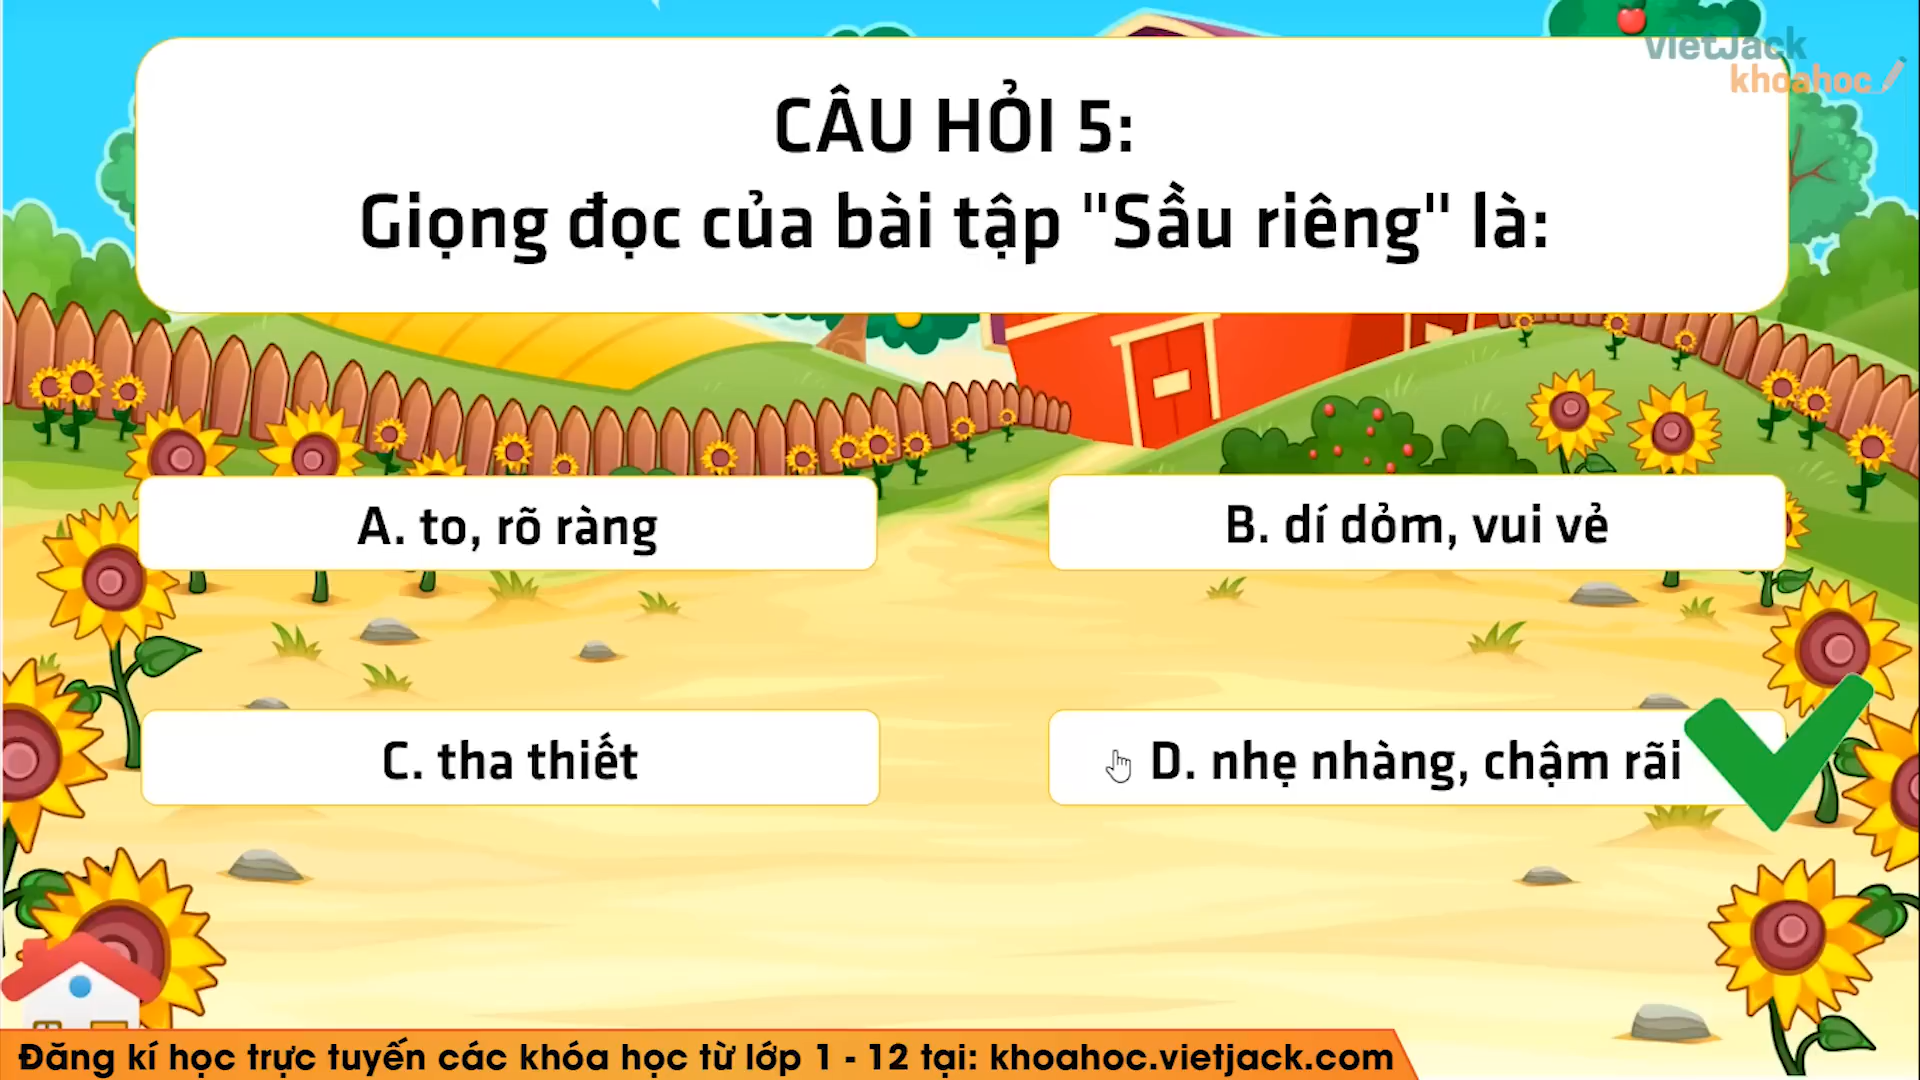 vietJack
khoahoc
CÂU HỎI 5:
Giọng đọc của bài tập "Sầu riêng" là:
A. to, rõ ràng
B. dí dỏm, vui vẻ
C. tha thiết
D. nhẹ nhàng, chậm rãi
Đăng kí học trực tuyến các khóa học từ lớp 1 - 12 tại: khoahoc.vietjack.com